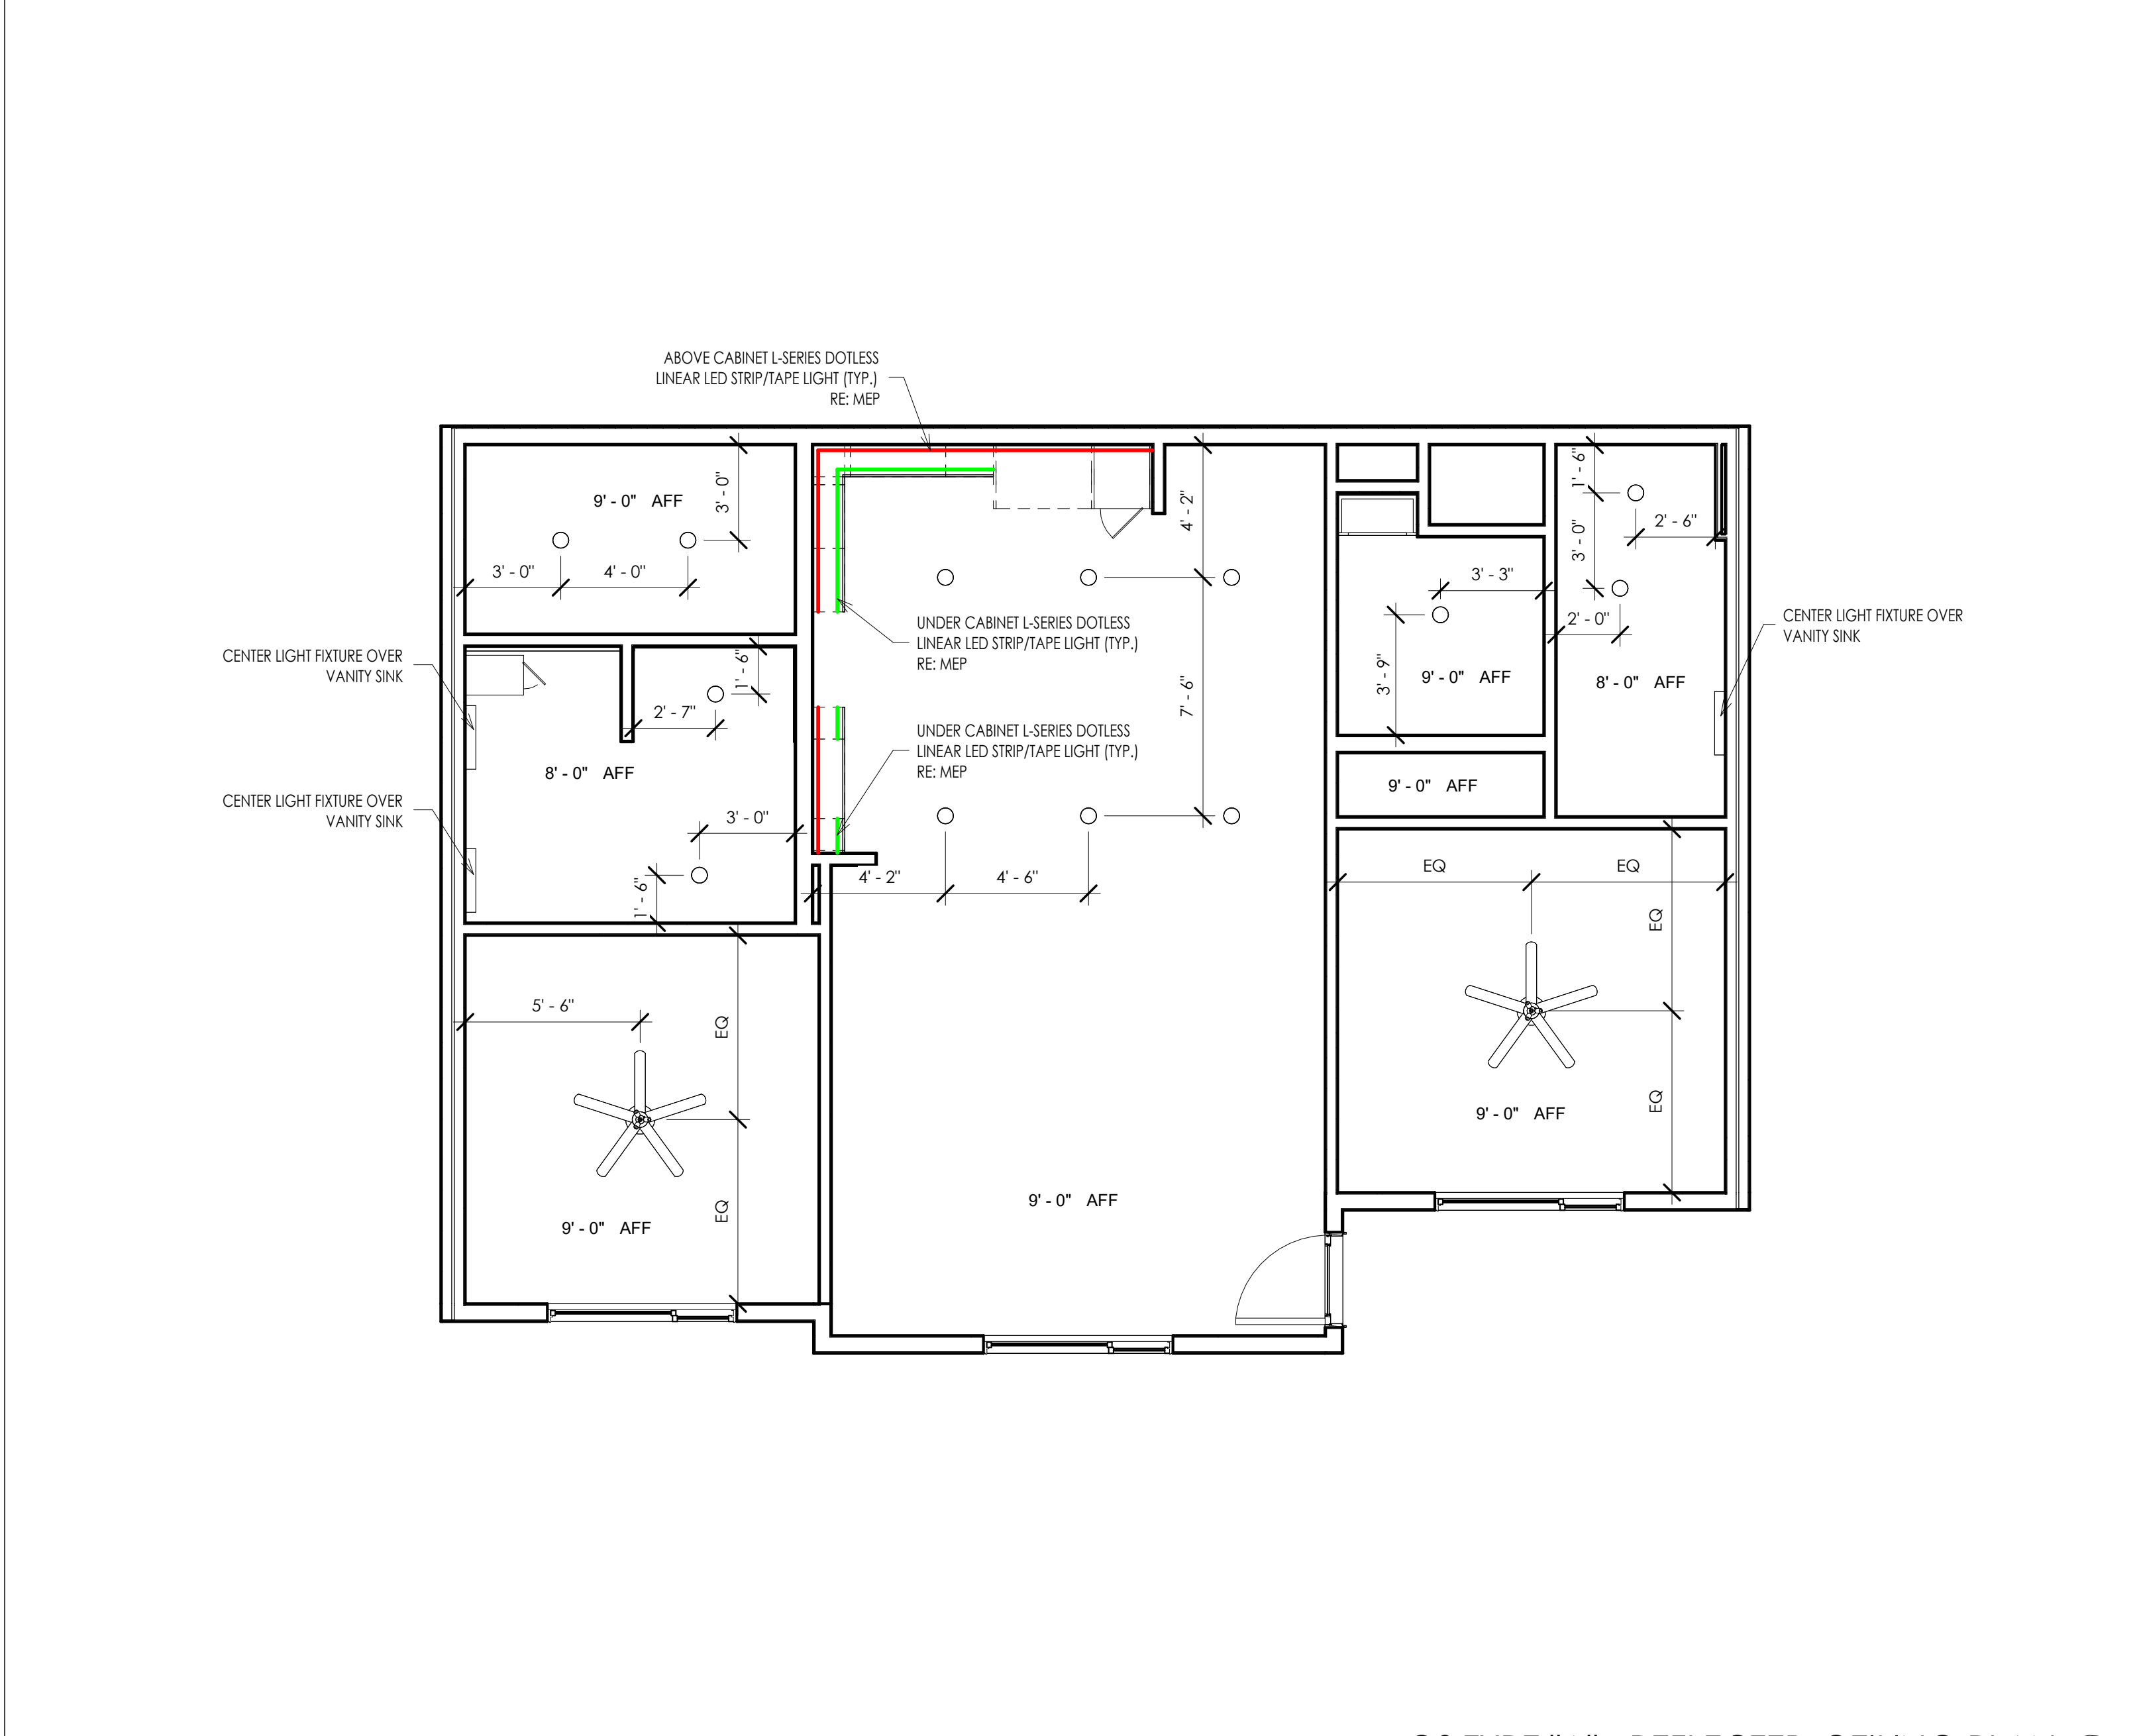 ABOVE CABINET L-SERIES DOTLESS
LINEAR LED STRIP/TAPE LIGHT (TYP.)
RE: MEP
9' - 0" AFF
3' - 0"
3' - 0"
4' - 0"
4' - 2"
7' - 6"
UNDER CABINET L-SERIES DOTLESS
LINEAR LED STRIP/TAPE LIGHT (TYP.)
RE: MEP
UNDER CABINET L-SERIES DOTLESS
LINEAR LED STRIP/TAPE LIGHT (TYP.)
RE: MEP
4' - 2"
4' - 6"
1' - 6"
3' - 0"
2' - 6"
2' - 0"
8' - 0" AFF
3' - 3"
3' - 9"
9' - 0" AFF
9' - 0" AFF
CENTER LIGHT FIXTURE OVER
VANITY SINK
CENTER LIGHT FIXTURE OVER
VANITY SINK
CENTER LIGHT FIXTURE OVER
VANITY SINK
1' - 6"
2' - 7"
8' - 0" AFF
3' - 0"
1' - 6"
EQ
EQ
EQ
EQ
9' - 0" AFF
5' - 6"
EQ
EQ
9' - 0" AFF
9' - 0" AFF